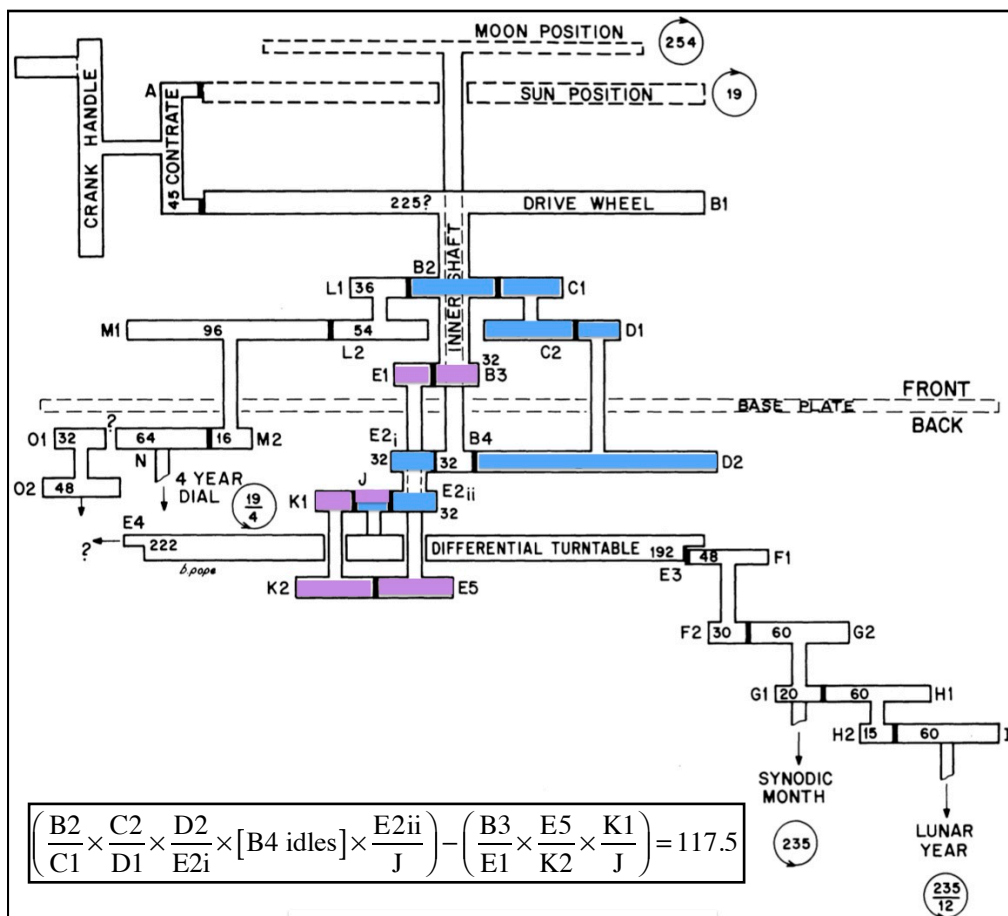 MOON POSITION
254
A
SUN POSITION
19
CRANK HANDLE
45 CONTRATE
225?
DRIVE WHEEL
B1
INNER SHAFT
B2
L1
36
C1
M1
96
54
D1
L2
C2
32
E1
B3
FRONT
BASE PLATE
BACK
?
E2i
B4
O1
32
64
16
M2
32
32
N
D2
O2
48
4 YEAR
DIAL
19/4
J
K1
E2ii
32
E4
?
222
b.pope
DIFFERENTIAL TURNTABLE
192
48
F1
E3
K2
E5
F2
30
60
G2
G1
20
60
H1
H2
15
60
I
SYNODIC
MONTH
235
LUNAR
YEAR
235/12
(B2/C1 × C2/D1 × D2/E2i × [B4 idles] × E2ii/J) − (B3/E1 × E5/K2 × K1/J) = 117.5